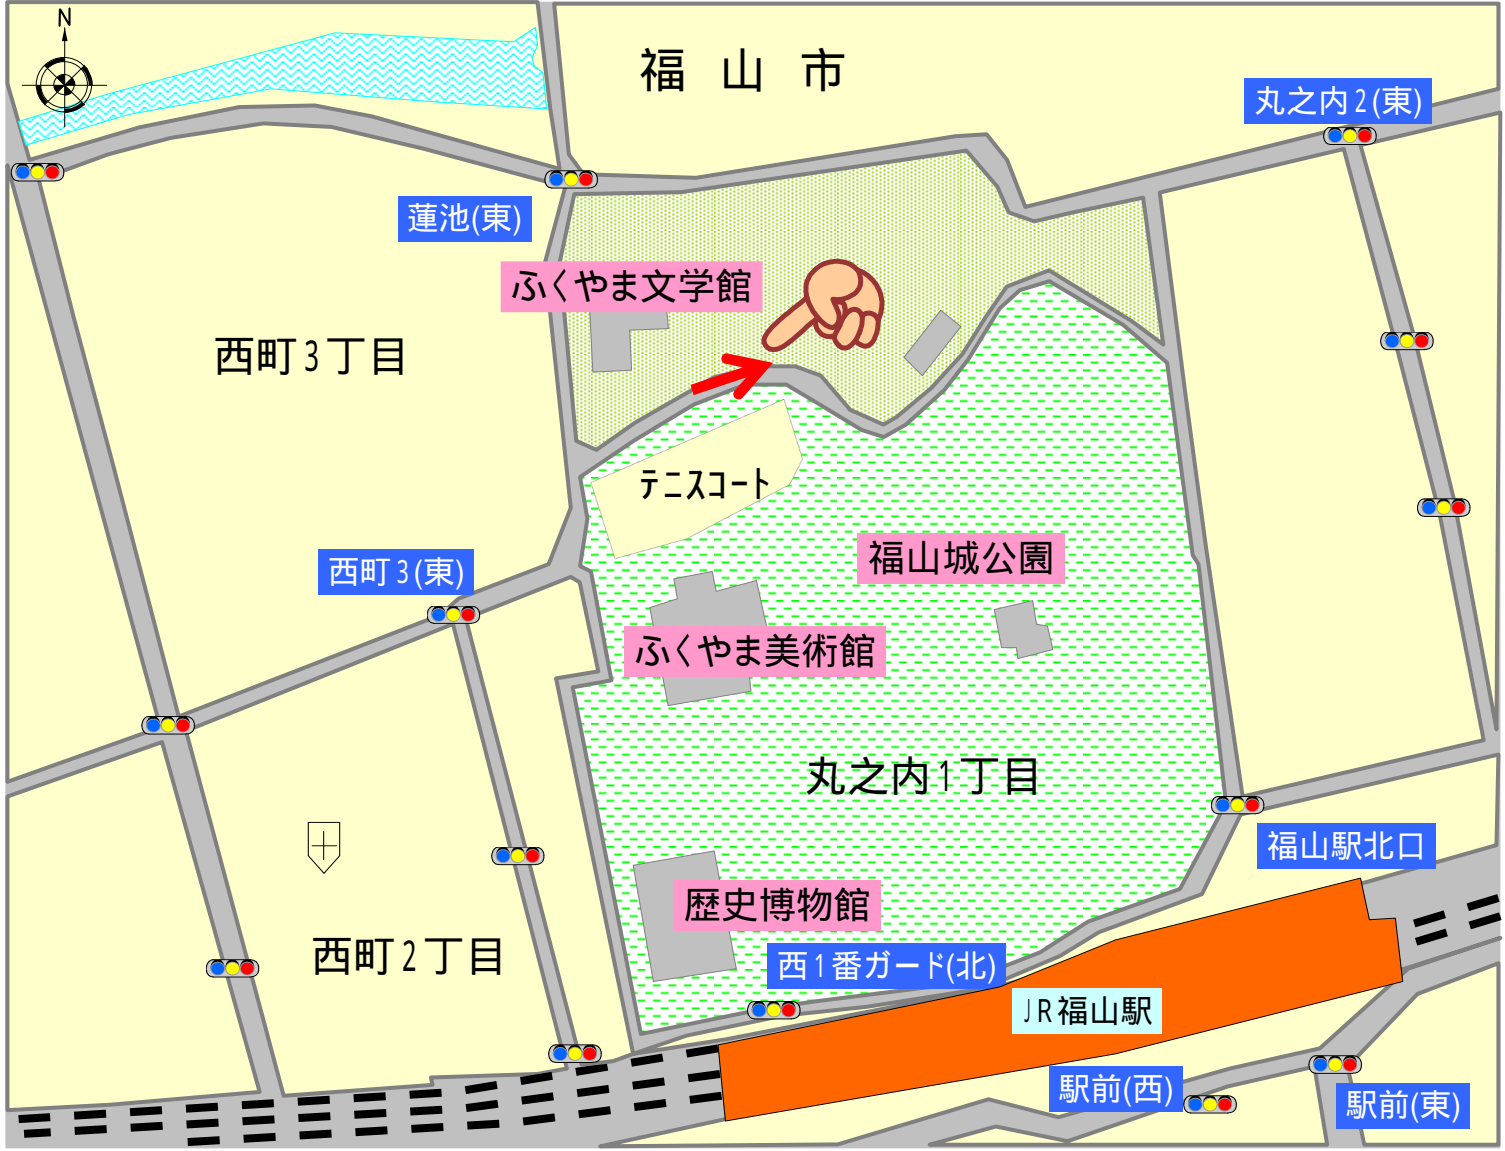 N
福山市
丸之内2(東)
蓮池(東)
ふくやま文学館
西町3丁目
テニスコート
福山城公園
西町3(東)
ふくやま美術館
丸之内1丁目
福山駅北口
歴史博物館
西町2丁目
西1番ガード(北)
JR福山駅
駅前(西)
駅前(東)